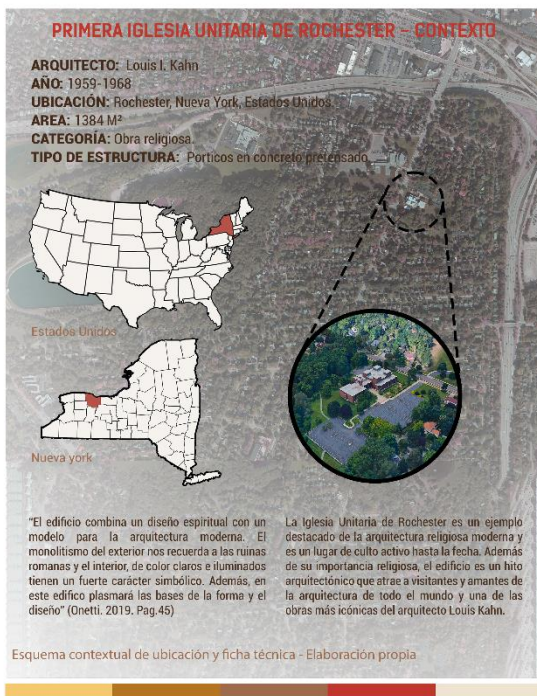 PRIMERA IGLESIA UNITARIA DE ROCHESTER – CONTEXTO
ARQUITECTO: Louis I. Kahn
AÑO: 1959-1968
UBICACIÓN: Rochester, Nueva York, Estados Unidos.
AREA: 1384 M²
CATEGORÍA: Obra religiosa.
TIPO DE ESTRUCTURA: Porticos en concreto pretensado
Estados Unidos
Nueva york
“El edificio combina un diseño espiritual con un
modelo para la arquitectura moderna. El
monolitismo del exterior nos recuerda a las ruinas
romanas y el interior, de color claros e iluminados
tienen un fuerte carácter simbólico. Además, en
este edifico plasmará las bases de la forma y el
diseño” (Onetti. 2019. Pag.45)
La Iglesia Unitaria de Rochester es un ejemplo
destacado de la arquitectura religiosa moderna y
es un lugar de culto activo hasta la fecha. Además
de su importancia religiosa, el edificio es un hito
arquitectónico que atrae a visitantes y amantes de
la arquitectura de todo el mundo y una de las
obras más icónicas del arquitecto Louis Kahn.
Esquema contextual de ubicación y ficha técnica - Elaboración propia